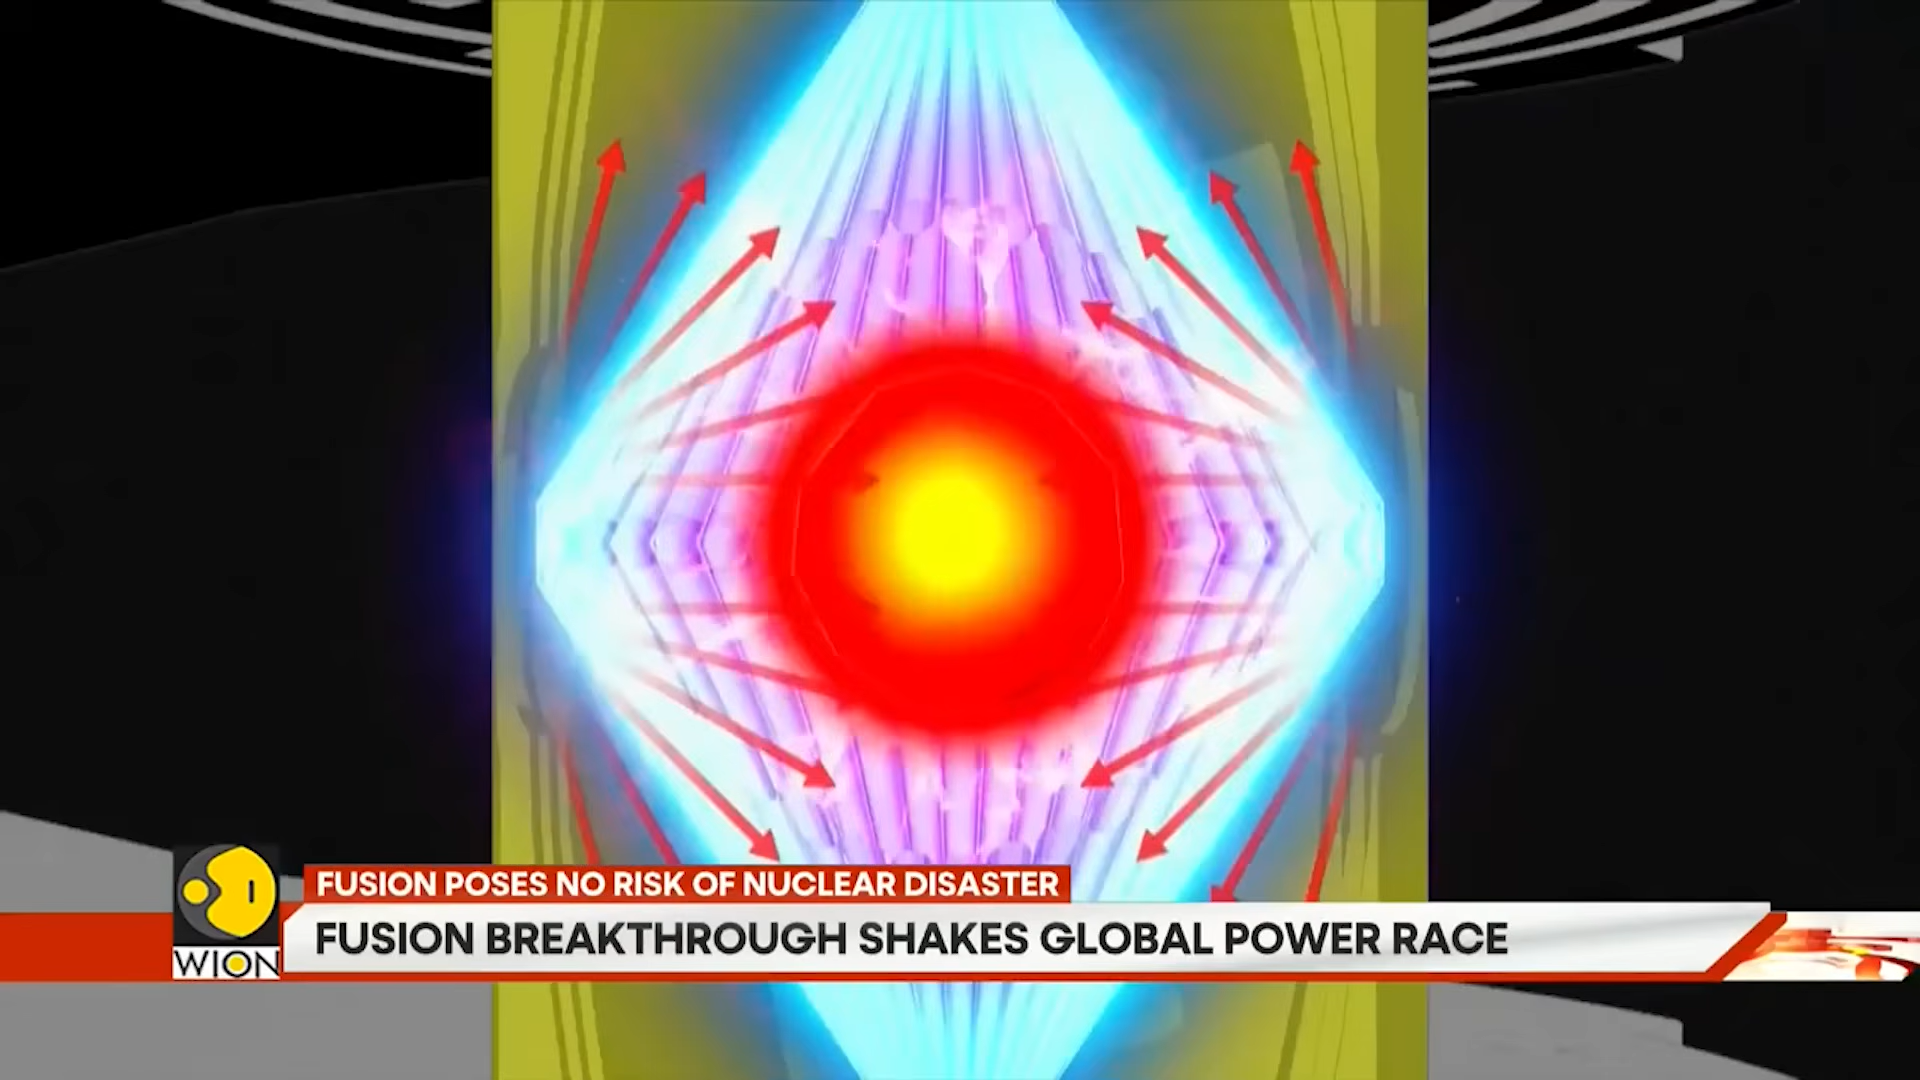 FUSION POSES NO RISK OF NUCLEAR DISASTER
FUSION BREAKTHROUGH SHAKES GLOBAL POWER RACE
WION